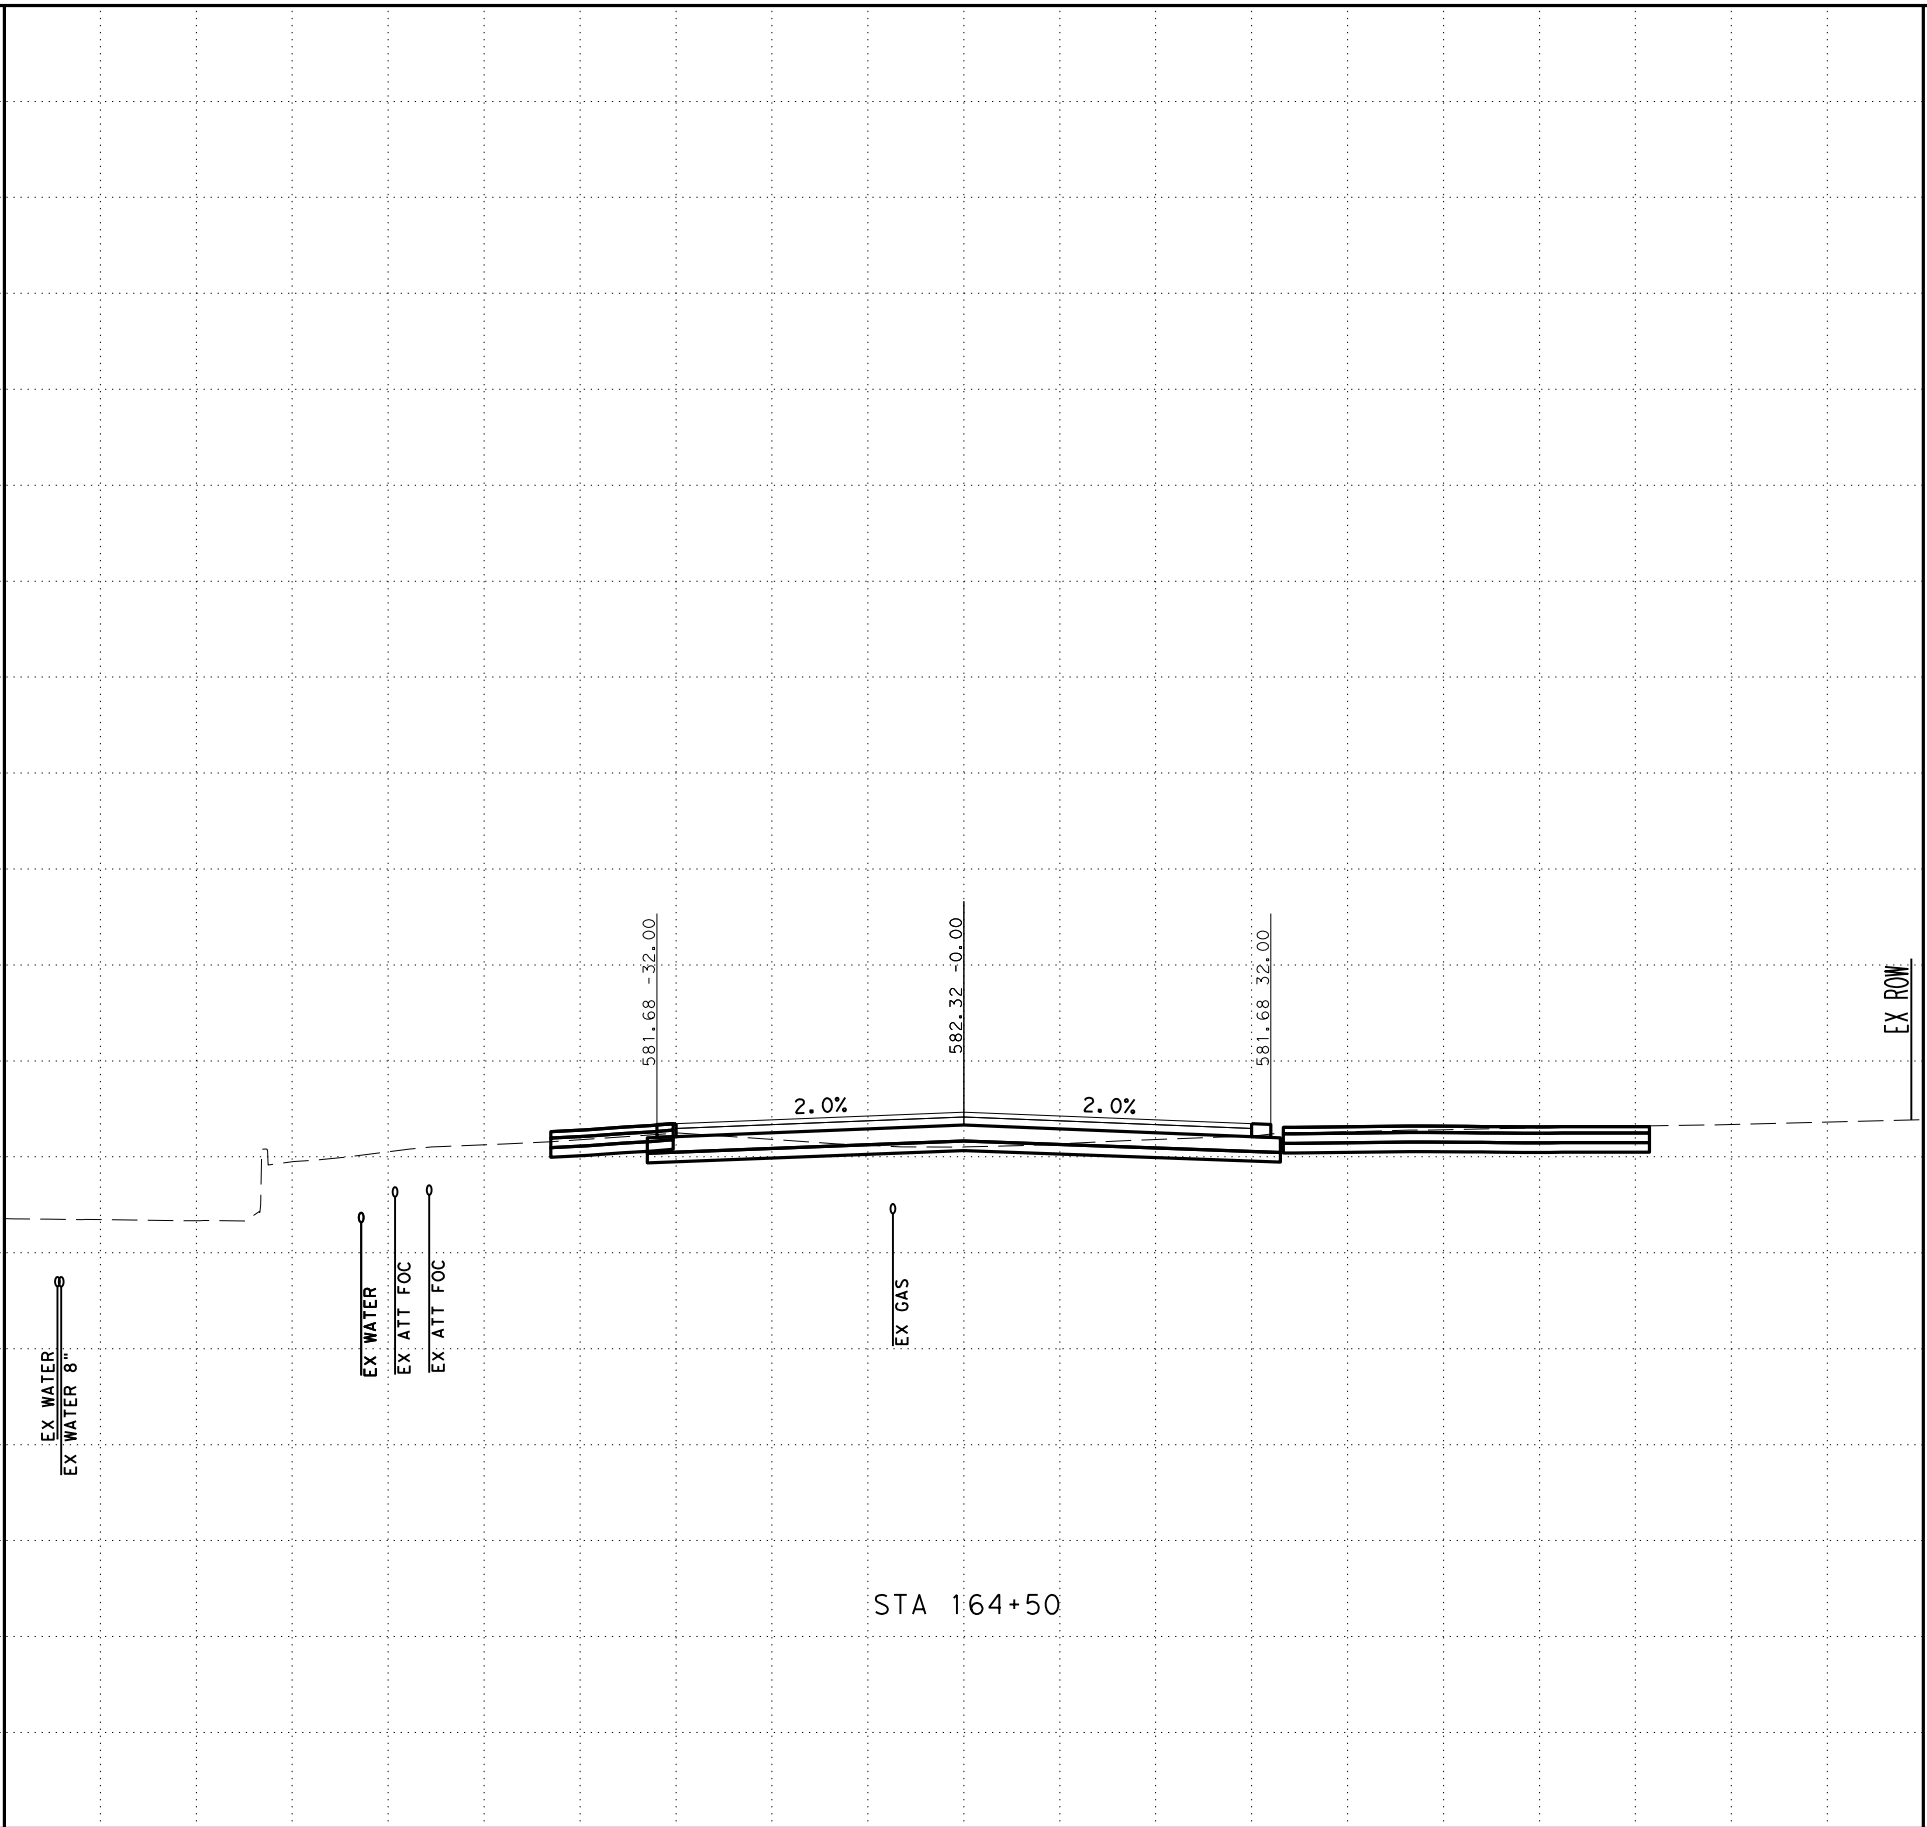 581.68 -32.00
582.32 -0.00
581.68 32.00
EX ROW
2.0%
2.0%
EX WATER
EX WATER 8"
EX WATER
EX ATT FOC
EX ATT FOC
EX GAS
STA 164+50